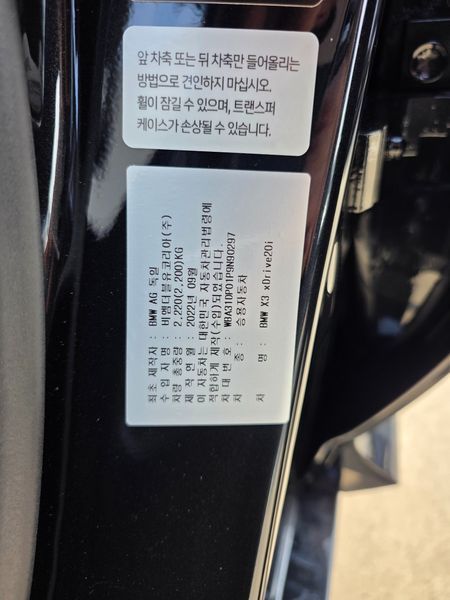 앞 차축 또는 뒤 차축만 들어올리는
방법으로 견인하지 마십시오.
휠이 잠길 수 있으며, 트랜스퍼
케이스가 손상될 수 있습니다.
최초 제작자 : BMW AG 독일
수 입 자 명 : 비엠더블유코리아(주)
차량 총중량 : 2,220(2,200)KG
제 작 연 월 : 2022년 09월
이 자동차는 대한민국 자동차관리법령에
적합하게 제작(수입)되었습니다.
차 대 번 호 : WBA31DP01P9N90297
차 종 : 승용자동차
차 명 : BMW X3 xDrive20i